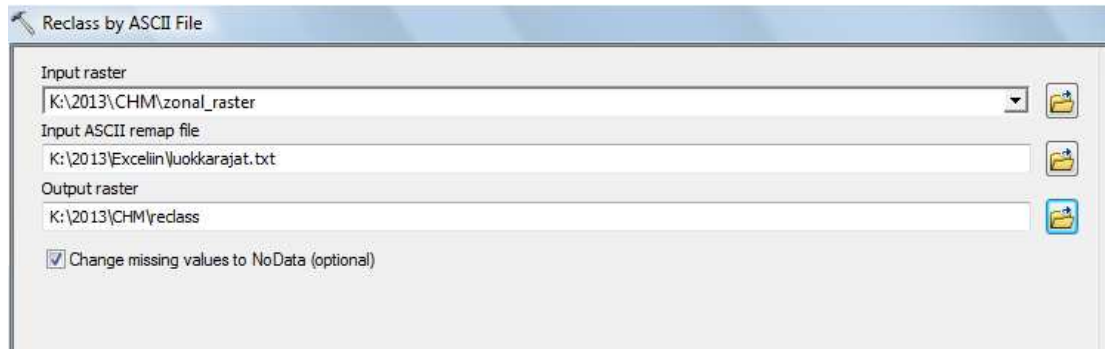 Reclass by ASCII File
Input raster
K:\2013\CHM\zonal_raster
Input ASCII remap file
K:\2013\Exceliin\luokkarajat.txt
Output raster
K:\2013\CHM\reclass
Change missing values to NoData (optional)